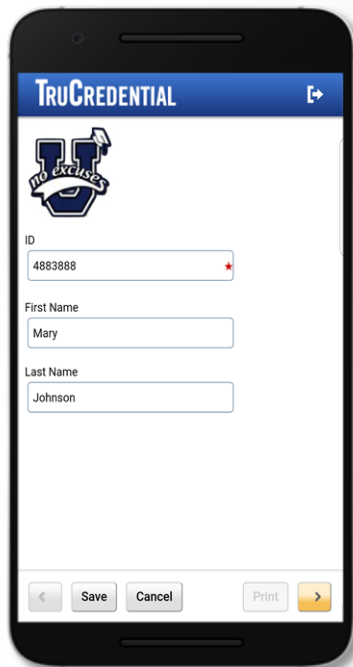 TRUCREDENTIAL
no excuses
U
ID
4883888
First Name
Mary
Last Name
Johnson
Save
Cancel
Print